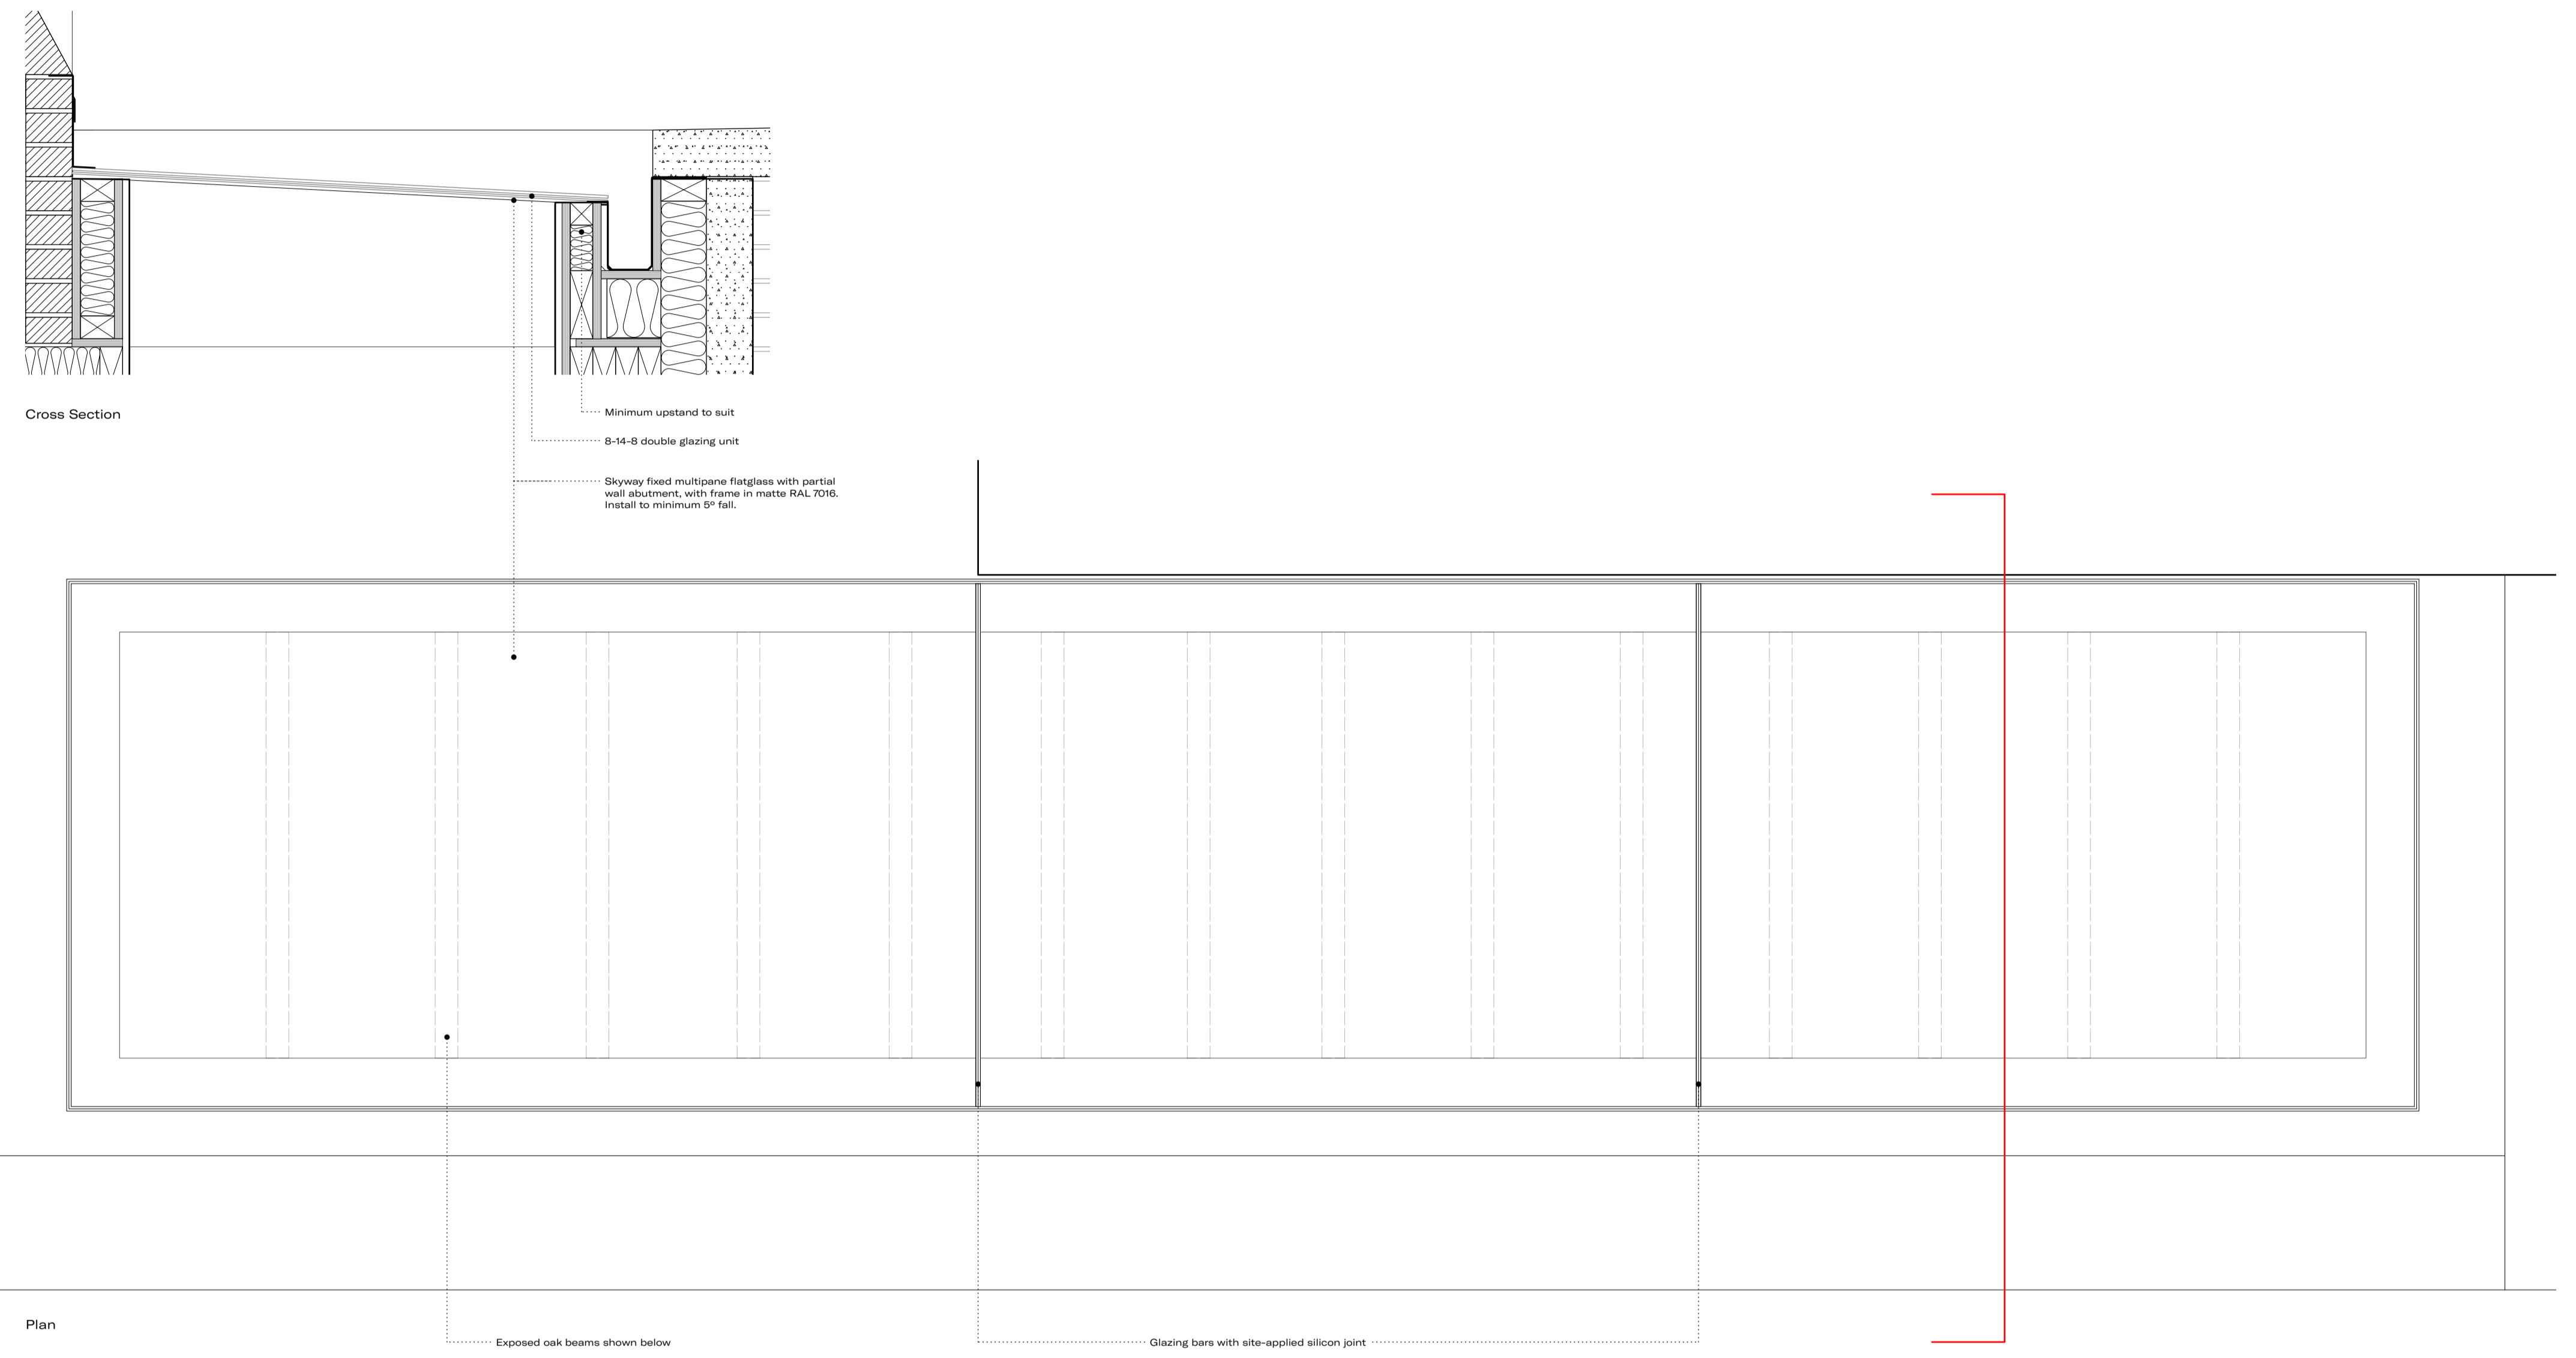 Cross Section
Minimum upstand to suit
8-14-8 double glazing unit
Skyway fixed multipane flatglass with partial
wall abutment, with frame in matte RAL 7016.
Install to minimum 5º fall.
Plan
Exposed oak beams shown below
Glazing bars with site-applied silicon joint